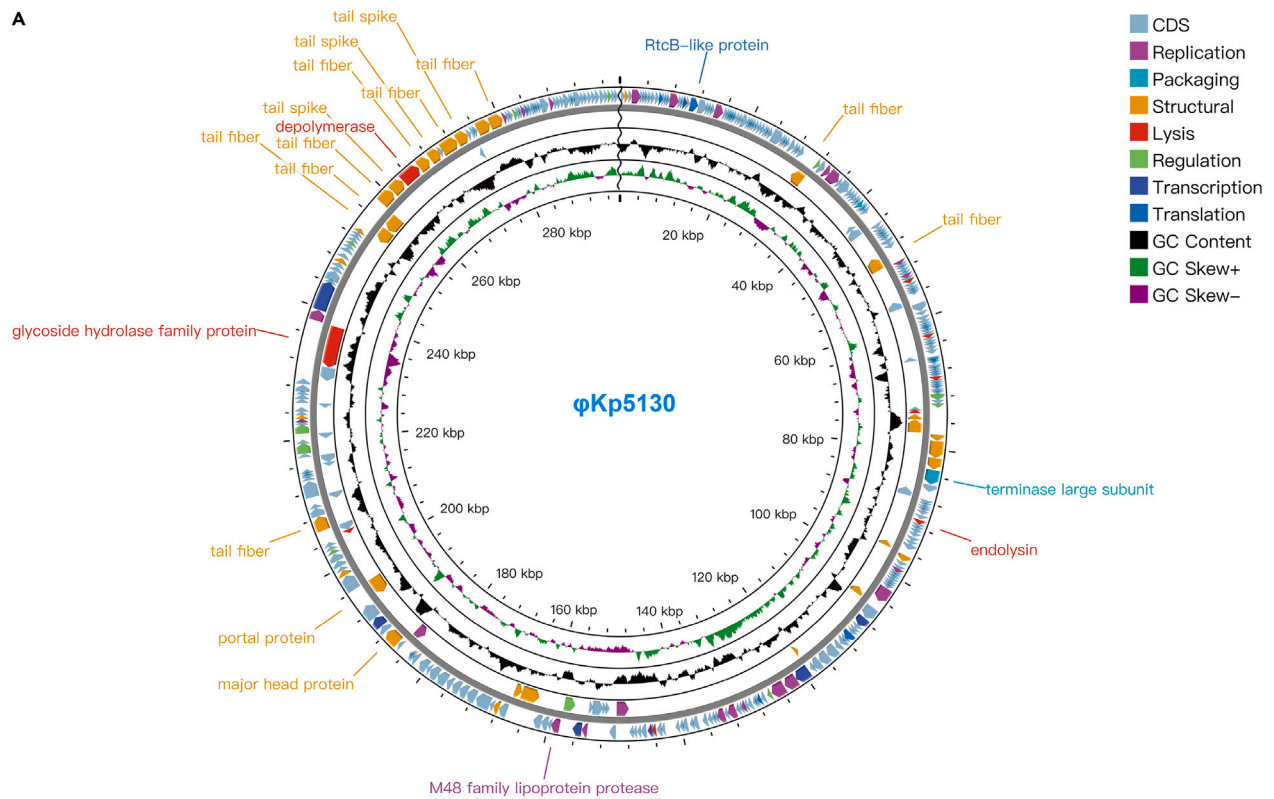 A
tail spike
tail spike
tail fiber
tail fiber
tail fiber
tail spike
depolymerase
tail fiber
tail fiber
tail fiber
RtcB-like protein
tail fiber
tail fiber
glycoside hydrolase family protein
280 kbp
20 kbp
260 kbp
40 kbp
240 kbp
60 kbp
φKp5130
220 kbp
80 kbp
200 kbp
100 kbp
180 kbp
120 kbp
160 kbp
140 kbp
terminase large subunit
endolysin
tail fiber
portal protein
major head protein
M48 family lipoprotein protease
CDS
Replication
Packaging
Structural
Lysis
Regulation
Transcription
Translation
GC Content
GC Skew+
GC Skew-